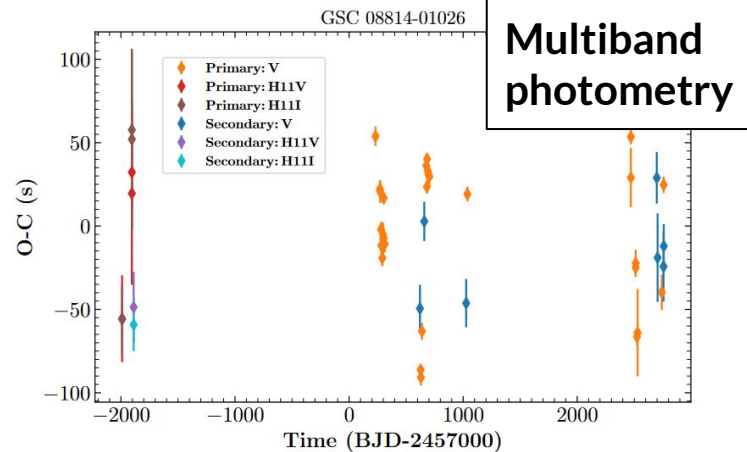 GSC 08814-01026
Multiband
photometry
Primary: V
Primary: H11V
Primary: H11I
Secondary: V
Secondary: H11V
Secondary: H11I
O-C (s)
100
50
0
−50
−100
−2000
−1000
0
1000
2000
Time (BJD-2457000)